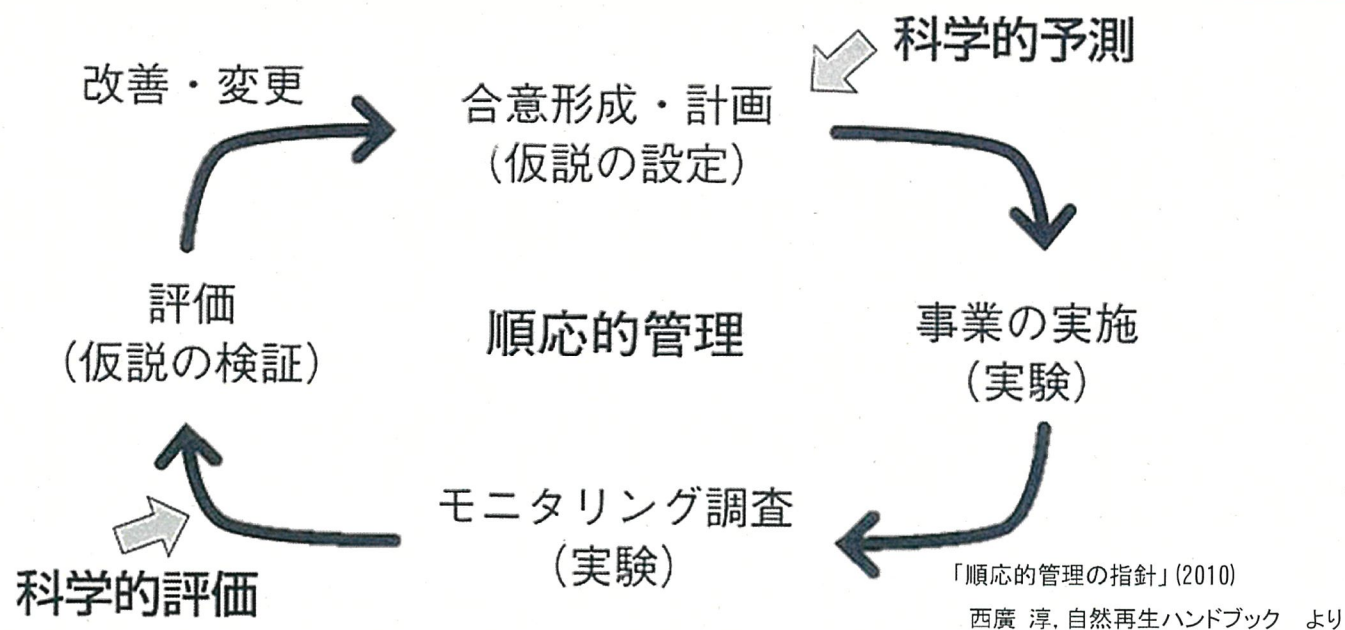 科学的予測
改善・変更
合意形成・計画
(仮説の設定)
評価
(仮説の検証)
順応的管理
事業の実施
(実験)
モニタリング調査
(実験)
科学的評価
「順応的管理の指針」(2010)
西廣 淳, 自然再生ハンドブック より